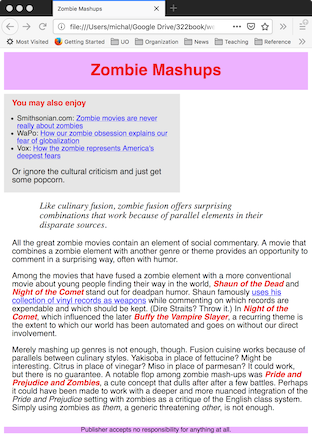 Zombie Mashups
file:///Users/michal/Google Drive/322book/w
Most Visited Getting Started UO Organization News Teaching Reference
Zombie Mashups
You may also enjoy
Smithsonian.com: Zombie movies are never
really about zombies
WaPo: How our zombie obsession explains our
fear of globalization
Vox: How the zombie represents America's
deepest fears
Or ignore the cultural criticism and just get
some popcorn.
Like culinary fusion, zombie fusion offers surprising
combinations that work because of parallel elements in their
disparate sources.
All the great zombie movies contain an element of social commentary. A movie that
combines a zombie element with another genre or theme provides an opportunity to
comment in a surprising way, often with humor.
Among the movies that have fused a zombie element with a more conventional
movie about young people finding their way in the world, Shaun of the Dead and
Night of the Comet stand out for deadpan humor. Shaun famously uses his
collection of vinyl records as weapons while commenting on which records are
expendable and which should be kept. (Dire Straits? Throw it.) In Night of the
Comet, which influenced the later Buffy the Vampire Slayer, a recurring theme is
the extent to which our world has been automated and goes on without our direct
involvement.
Merely mashing up genres is not enough, though. Fusion cuisine works because of
parallels between culinary styles. Yakisoba in place of fettucine? Might be
interesting. Citrus in place of vinegar? Miso in place of parmesan? It could work,
but there is no guarantee. A notable flop among zombie mash-ups was Pride and
Prejudice and Zombies, a cute concept that dulls after after a few battles. Perhaps
it could have been made to work with a deeper and more nuanced integration of the
Pride and Prejudice setting with zombies as a critique of the English class system.
Simply using zombies as them, a generic threatening other, is not enough.
Publisher accepts no responsibility for anything at all.